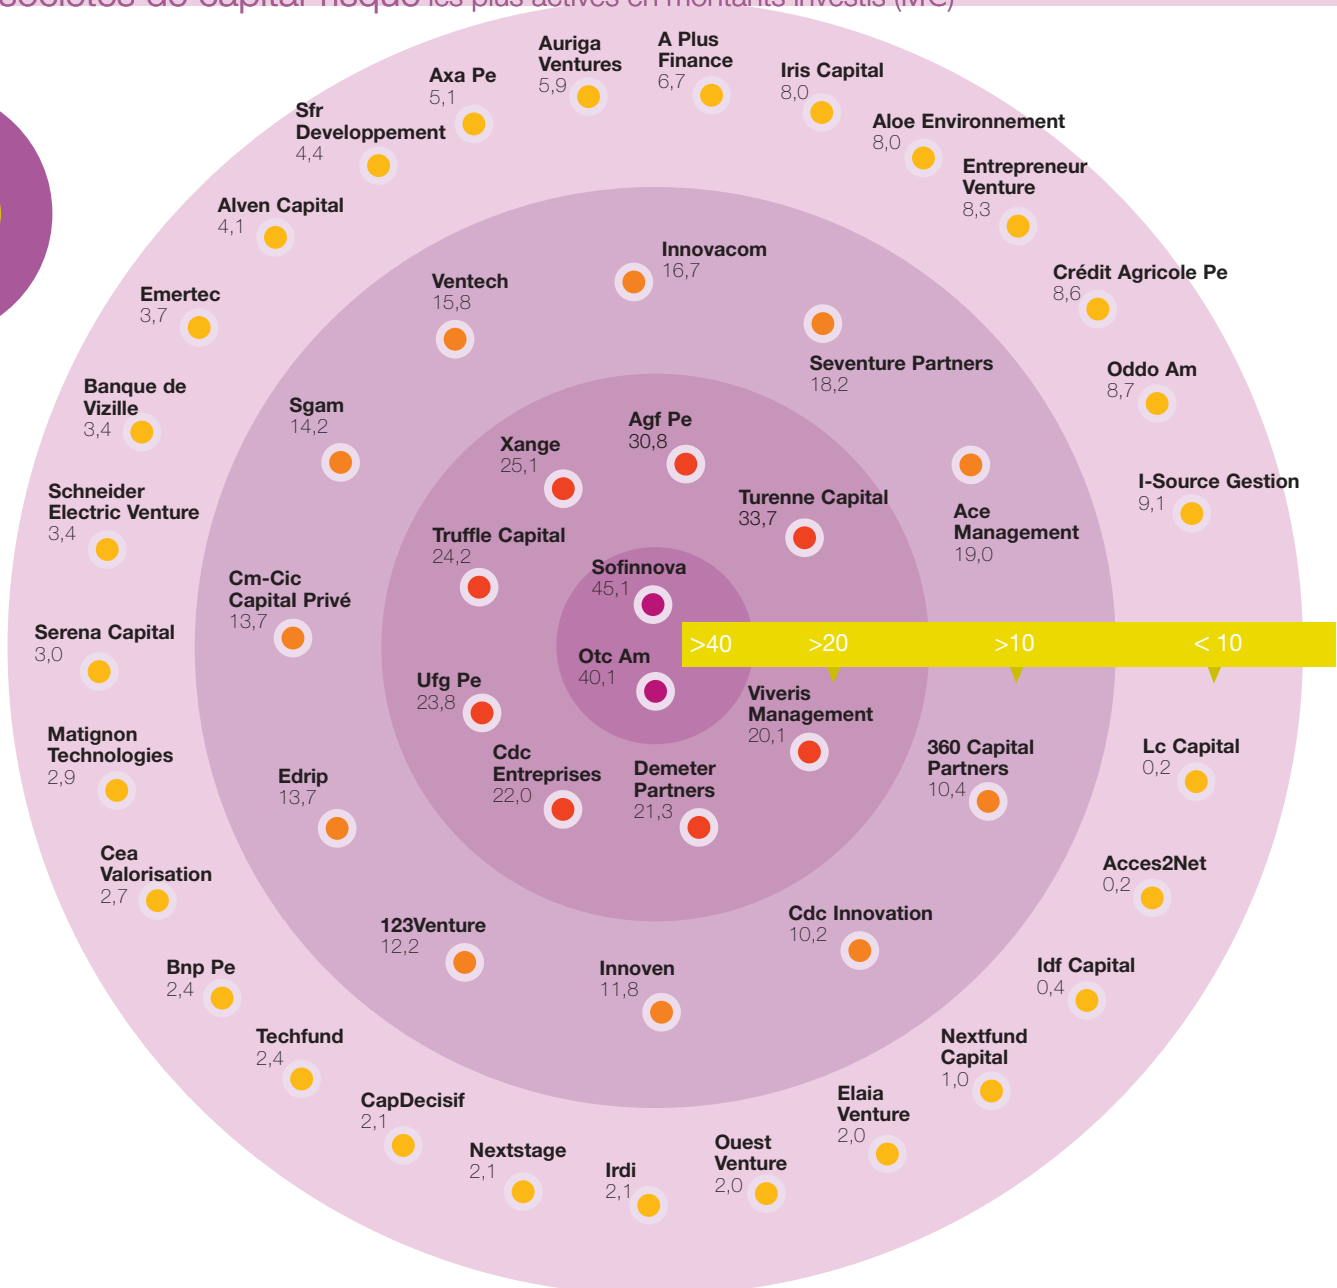 sociétés de capital-risque les plus actives en montants investis (M€)
Auriga
Ventures
5,9
A Plus
Finance
6,7
Iris Capital
8,0
Aloe Environnement
8,0
Entrepreneur
Venture
8,3
Crédit Agricole Pe
8,6
Oddo Am
8,7
I-Source Gestion
9,1
Axa Pe
5,1
Sfr
Developpement
4,4
Alven Capital
4,1
Emertec
3,7
Banque de
Vizille
3,4
Schneider
Electric Venture
3,4
Serena Capital
3,0
Matignon
Technologies
2,9
Cea
Valorisation
2,7
Bnp Pe
2,4
Techfund
2,4
CapDecisif
2,1
Nextstage
2,1
Irdi
2,1
Ouest
Venture
2,0
Elaia
Venture
2,0
Nextfund
Capital
1,0
Idf Capital
0,4
Acces2Net
0,2
Lc Capital
0,2
Innovacom
16,7
Ventech
15,8
Seventure Partners
18,2
Ace
Management
19,0
Sgam
14,2
Cm-Cic
Capital Privé
13,7
Edrip
13,7
123Venture
12,2
Innoven
11,8
Cdc Innovation
10,2
360 Capital
Partners
10,4
Agf Pe
30,8
Xange
25,1
Turenne Capital
33,7
Truffle Capital
24,2
Ufg Pe
23,8
Cdc
Entreprises
22,0
Demeter
Partners
21,3
Viveris
Management
20,1
Sofinnova
45,1
Otc Am
40,1
>40 >20 >10 < 10